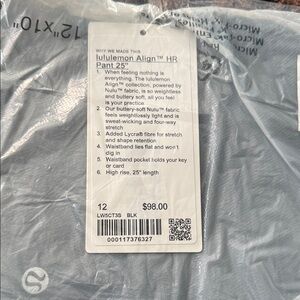 12"x10"
WHY WE MADE THIS
lululemon Align™ HR
Pant 25"
1. When feeling nothing is
everything. The lululemon
Align™ collection, powered by
Nulu™ fabric, is so weightless
and buttery soft, all you feel
is your practice
2. Our buttery-soft Nulu™ fabric
feels weightlessly light and is
sweat-wicking and four-way
stretch
3. Added Lycra® fibre for stretch
and shape retention
4. Waistband lies flat and won't
dig in
5. Waistband pocket holds your key
or card
6. High rise, 25" length
12 $98.00
LW5CT3S BLK
000117376327